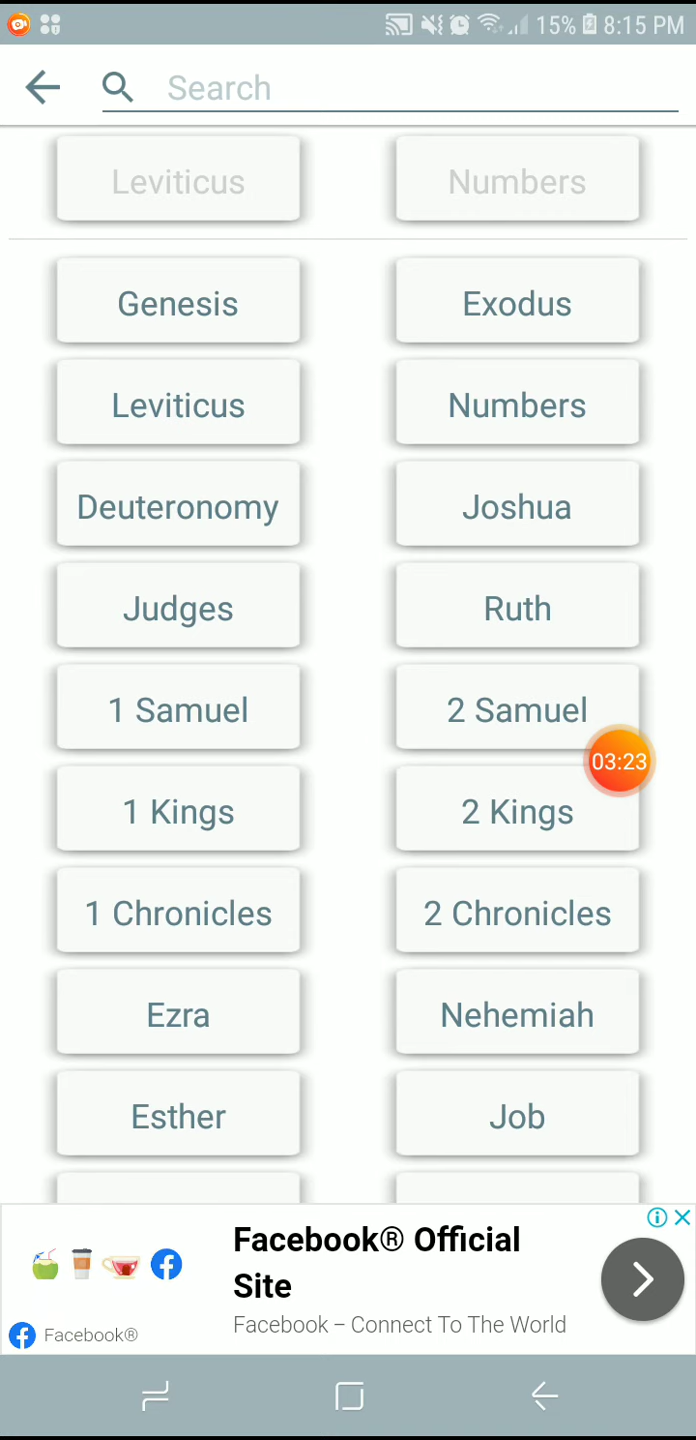 15% 8:15 PM
Search
Leviticus Numbers
Genesis Exodus
Leviticus Numbers
Deuteronomy Joshua
Judges Ruth
1 Samuel 2 Samuel
03:23
1 Kings 2 Kings
1 Chronicles 2 Chronicles
Ezra Nehemiah
Esther Job
Facebook® Official
Site
Facebook – Connect To The World
Facebook®